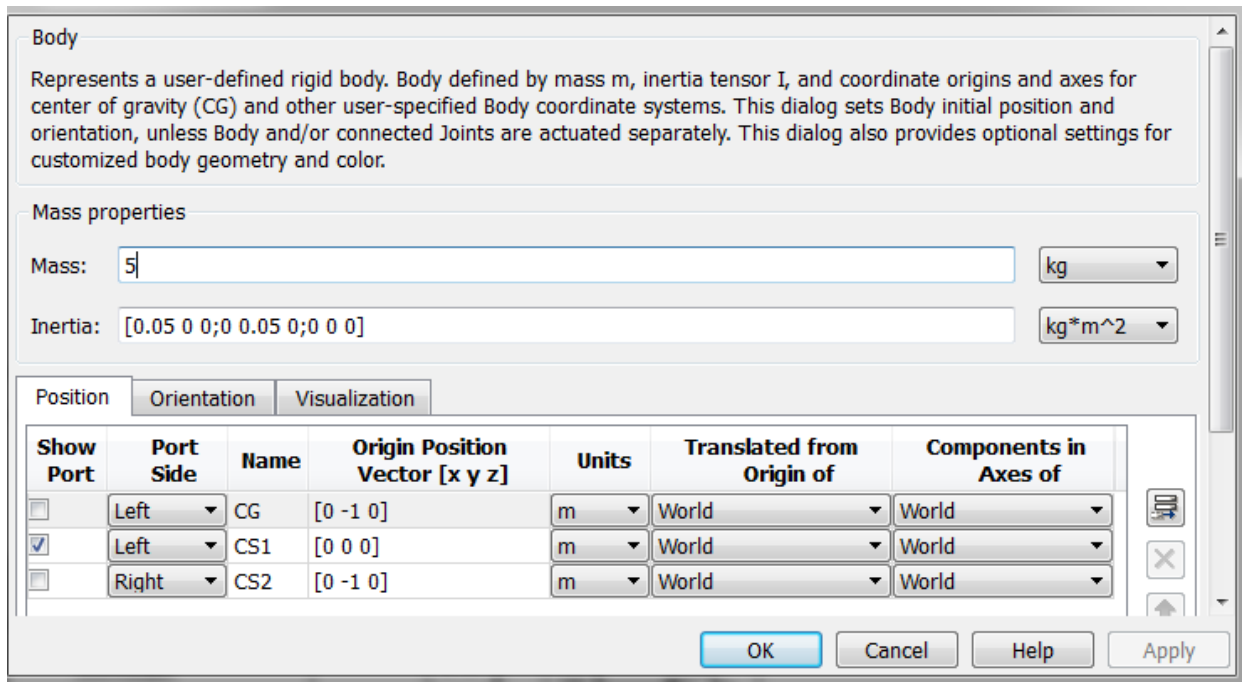 Body
Represents a user-defined rigid body. Body defined by mass m, inertia tensor I, and coordinate origins and axes for
center of gravity (CG) and other user-specified Body coordinate systems. This dialog sets Body initial position and
orientation, unless Body and/or connected Joints are actuated separately. This dialog also provides optional settings for
customized body geometry and color.
Mass properties
Mass: 5 kg
Inertia: [0.05 0 0;0 0.05 0;0 0 0] kg*m^2
Position Orientation Visualization
Show Port Origin Position Translated from Components in
Port Side Name Vector [x y z] Units Origin of Axes of
Left CG [0 -1 0] m World World
Left CS1 [0 0 0] m World World
Right CS2 [0 -1 0] m World World
OK Cancel Help Apply